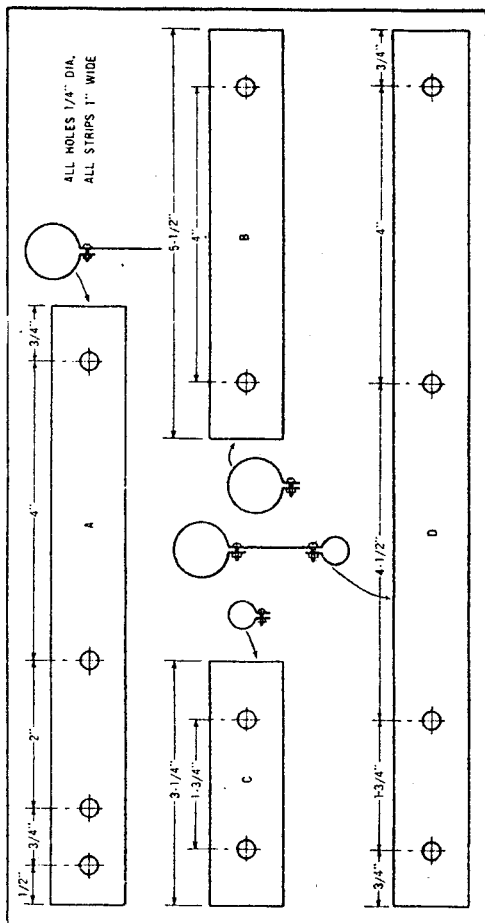 1/2" 3/4" 2" 4" 3/4"
A
ALL HOLES 1/4" DIA.
ALL STRIPS 1" WIDE
3-1/4" 5-1/2"
1-3/4" 4"
C B
3/4" 1-3/4" 4-1/2" 4" 3/4"
D